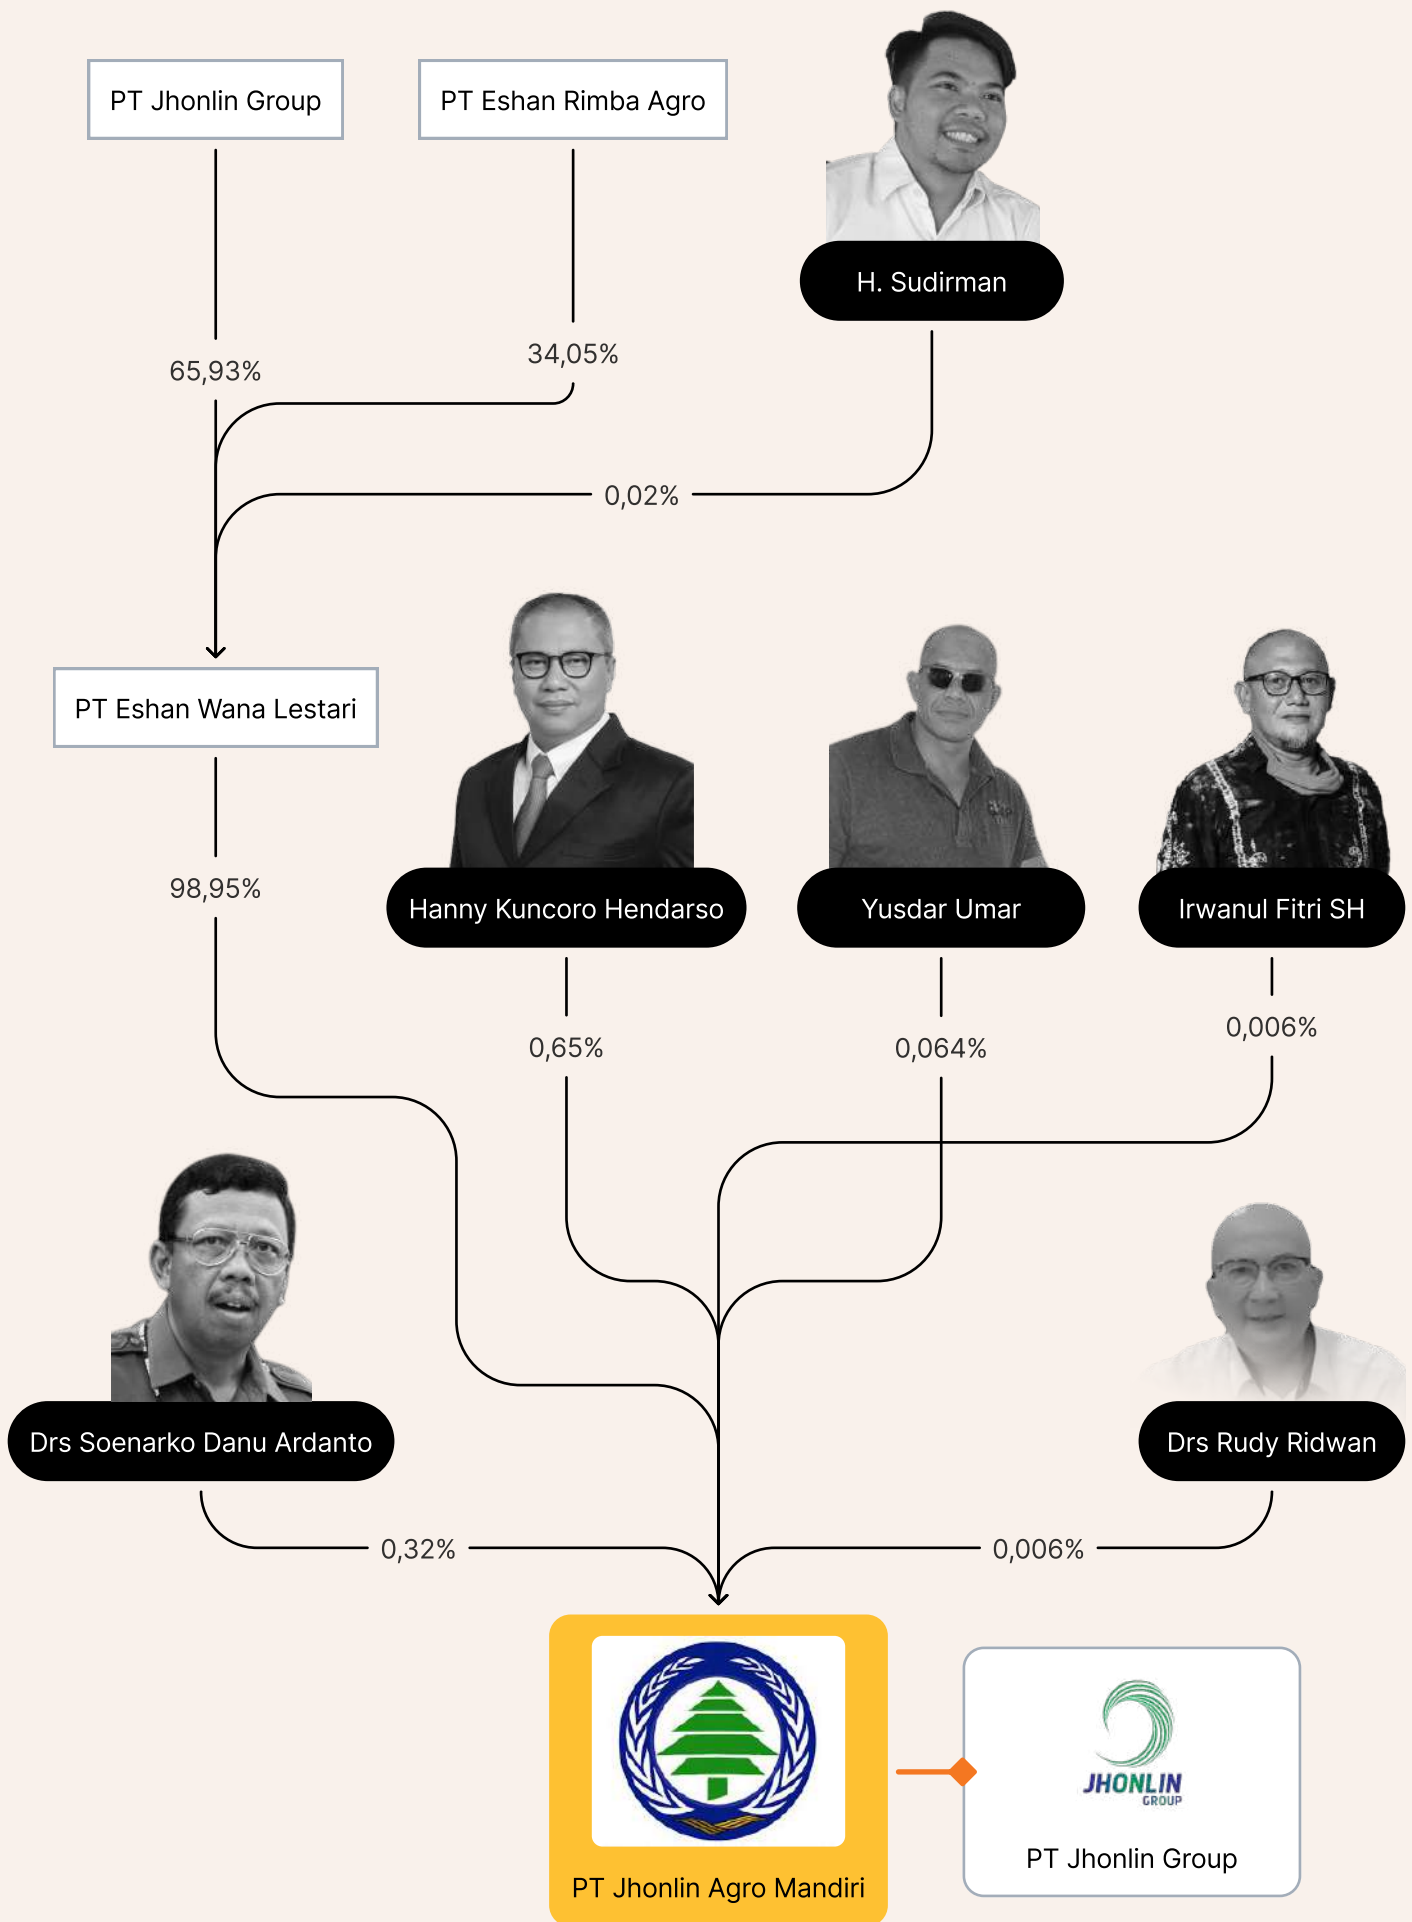 PT Jhonlin Group
PT Eshan Rimba Agro
H. Sudirman
65,93%
34,05%
0,02%
PT Eshan Wana Lestari
98,95%
Hanny Kuncoro Hendarso
Yusdar Umar
Irwanul Fitri SH
0,65%
0,064%
0,006%
Drs Soenarko Danu Ardanto
Drs Rudy Ridwan
0,32%
0,006%
PT Jhonlin Agro Mandiri
JHONLIN
GROUP
PT Jhonlin Group